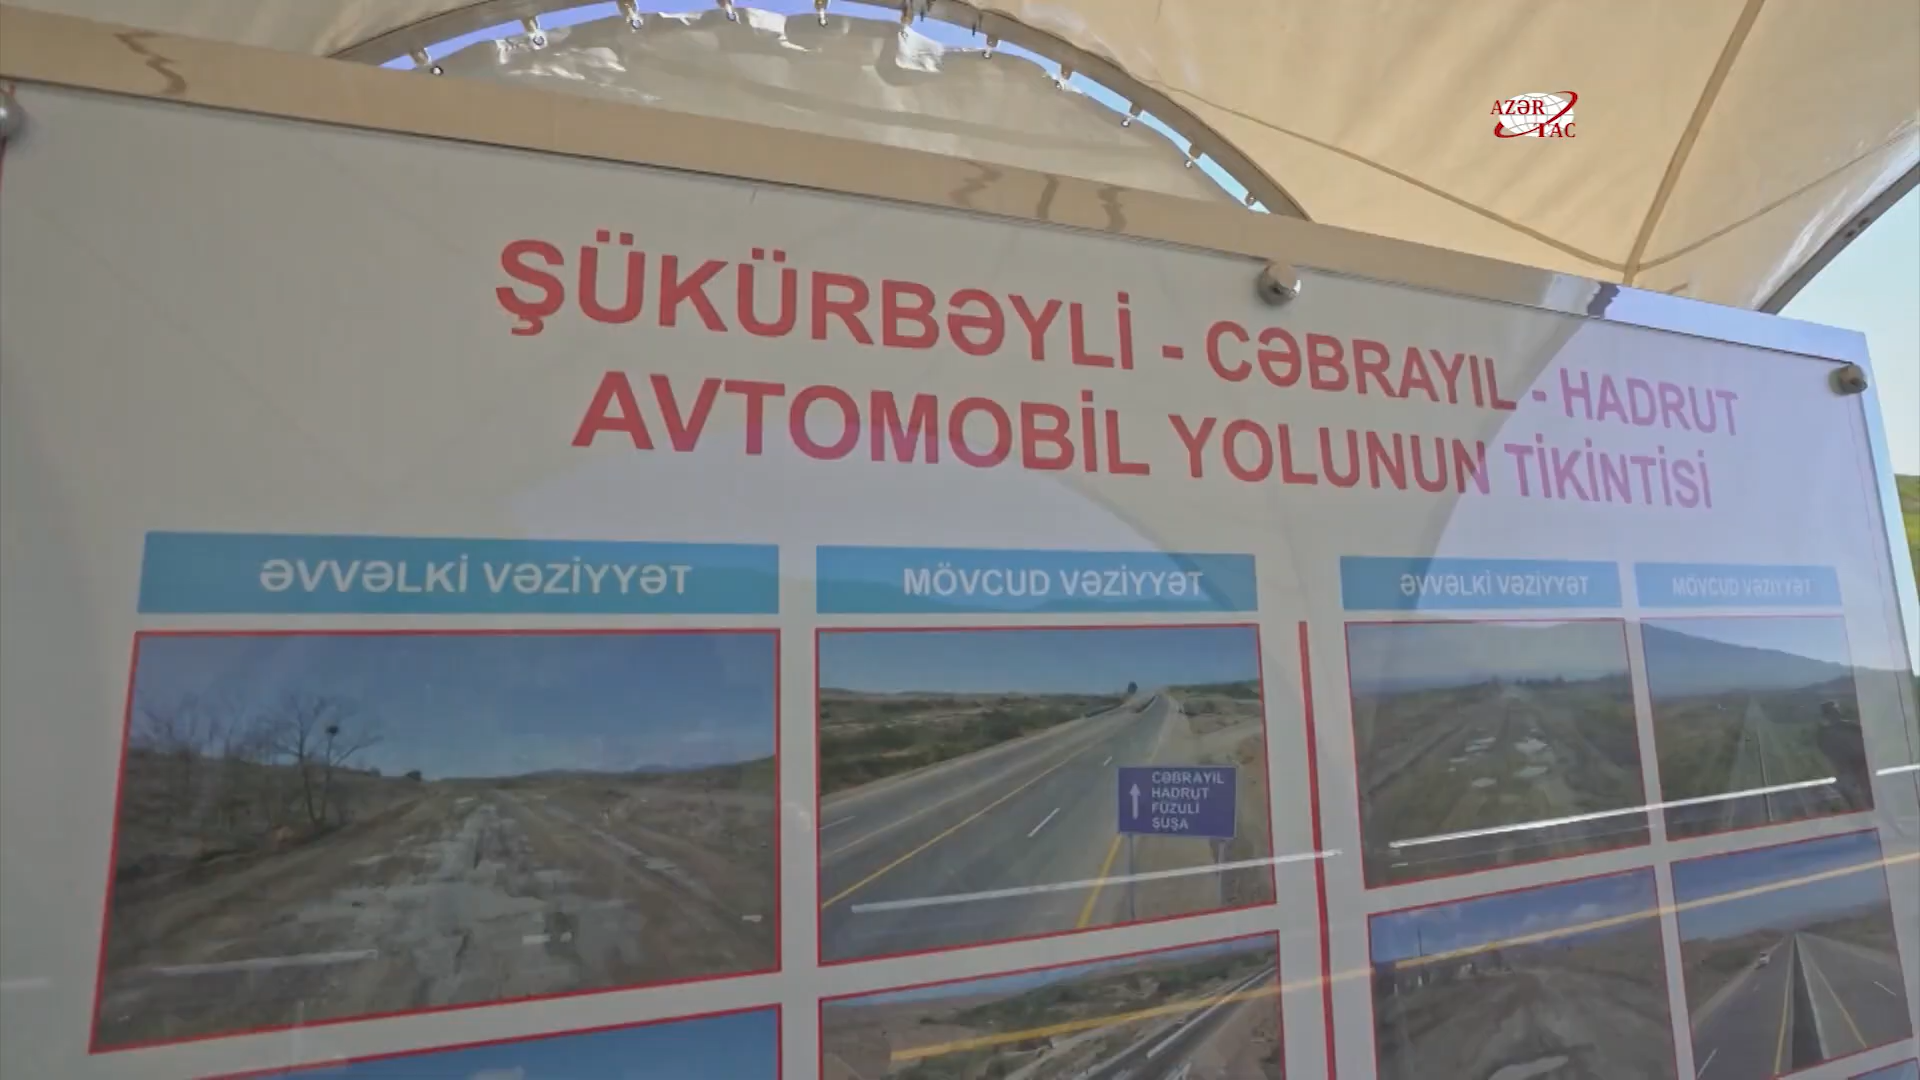 AZƏR
TAC
ŞÜKÜRBƏYLİ - CƏBRAYIL - HADRUT
AVTOMOBİL YOLUNUN TİKİNTİSİ
ƏVVƏLKİ VƏZİYYƏT
MÖVCUD VƏZİYYƏT
ƏVVƏLKİ VƏZİYYƏT
MÖVCUD VƏZİYYƏT
CƏBRAYIL
HADRUT
FÜZULİ
ŞUŞA